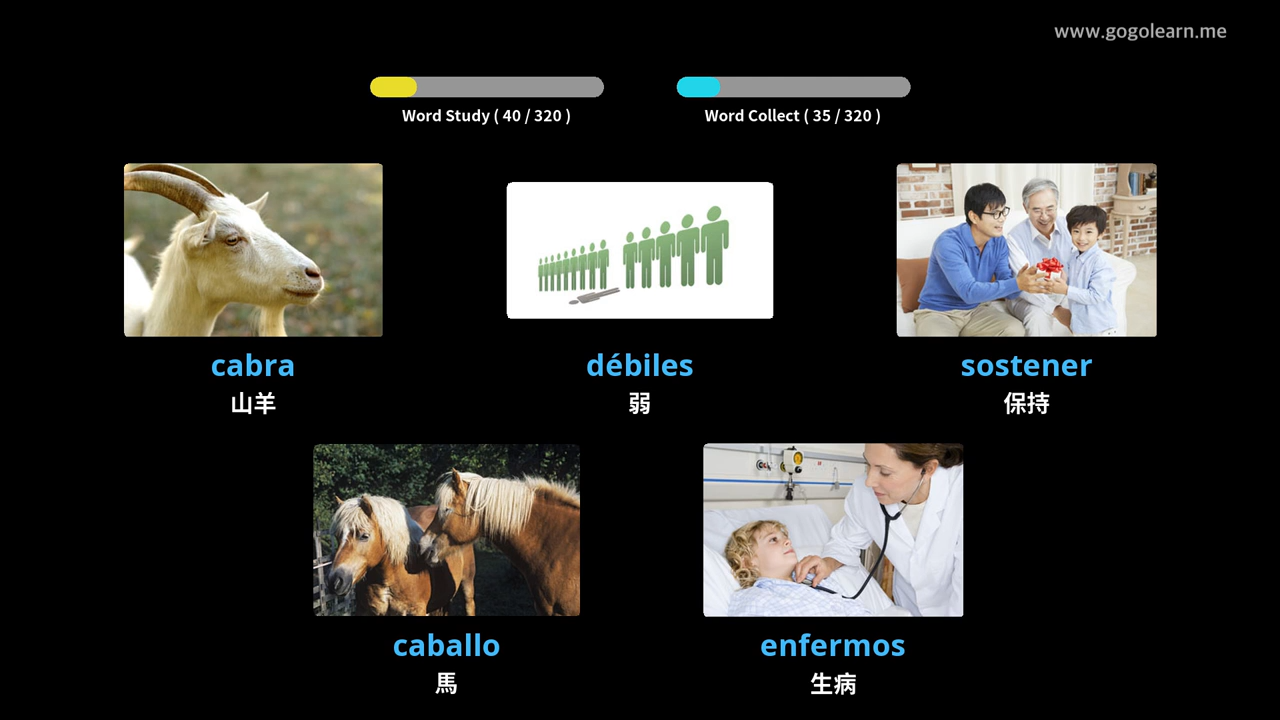 www.gogolearn.me
Word Study ( 40 / 320 )
Word Collect ( 35 / 320 )
cabra
山羊
débiles
弱
sostener
保持
caballo
馬
enfermos
生病